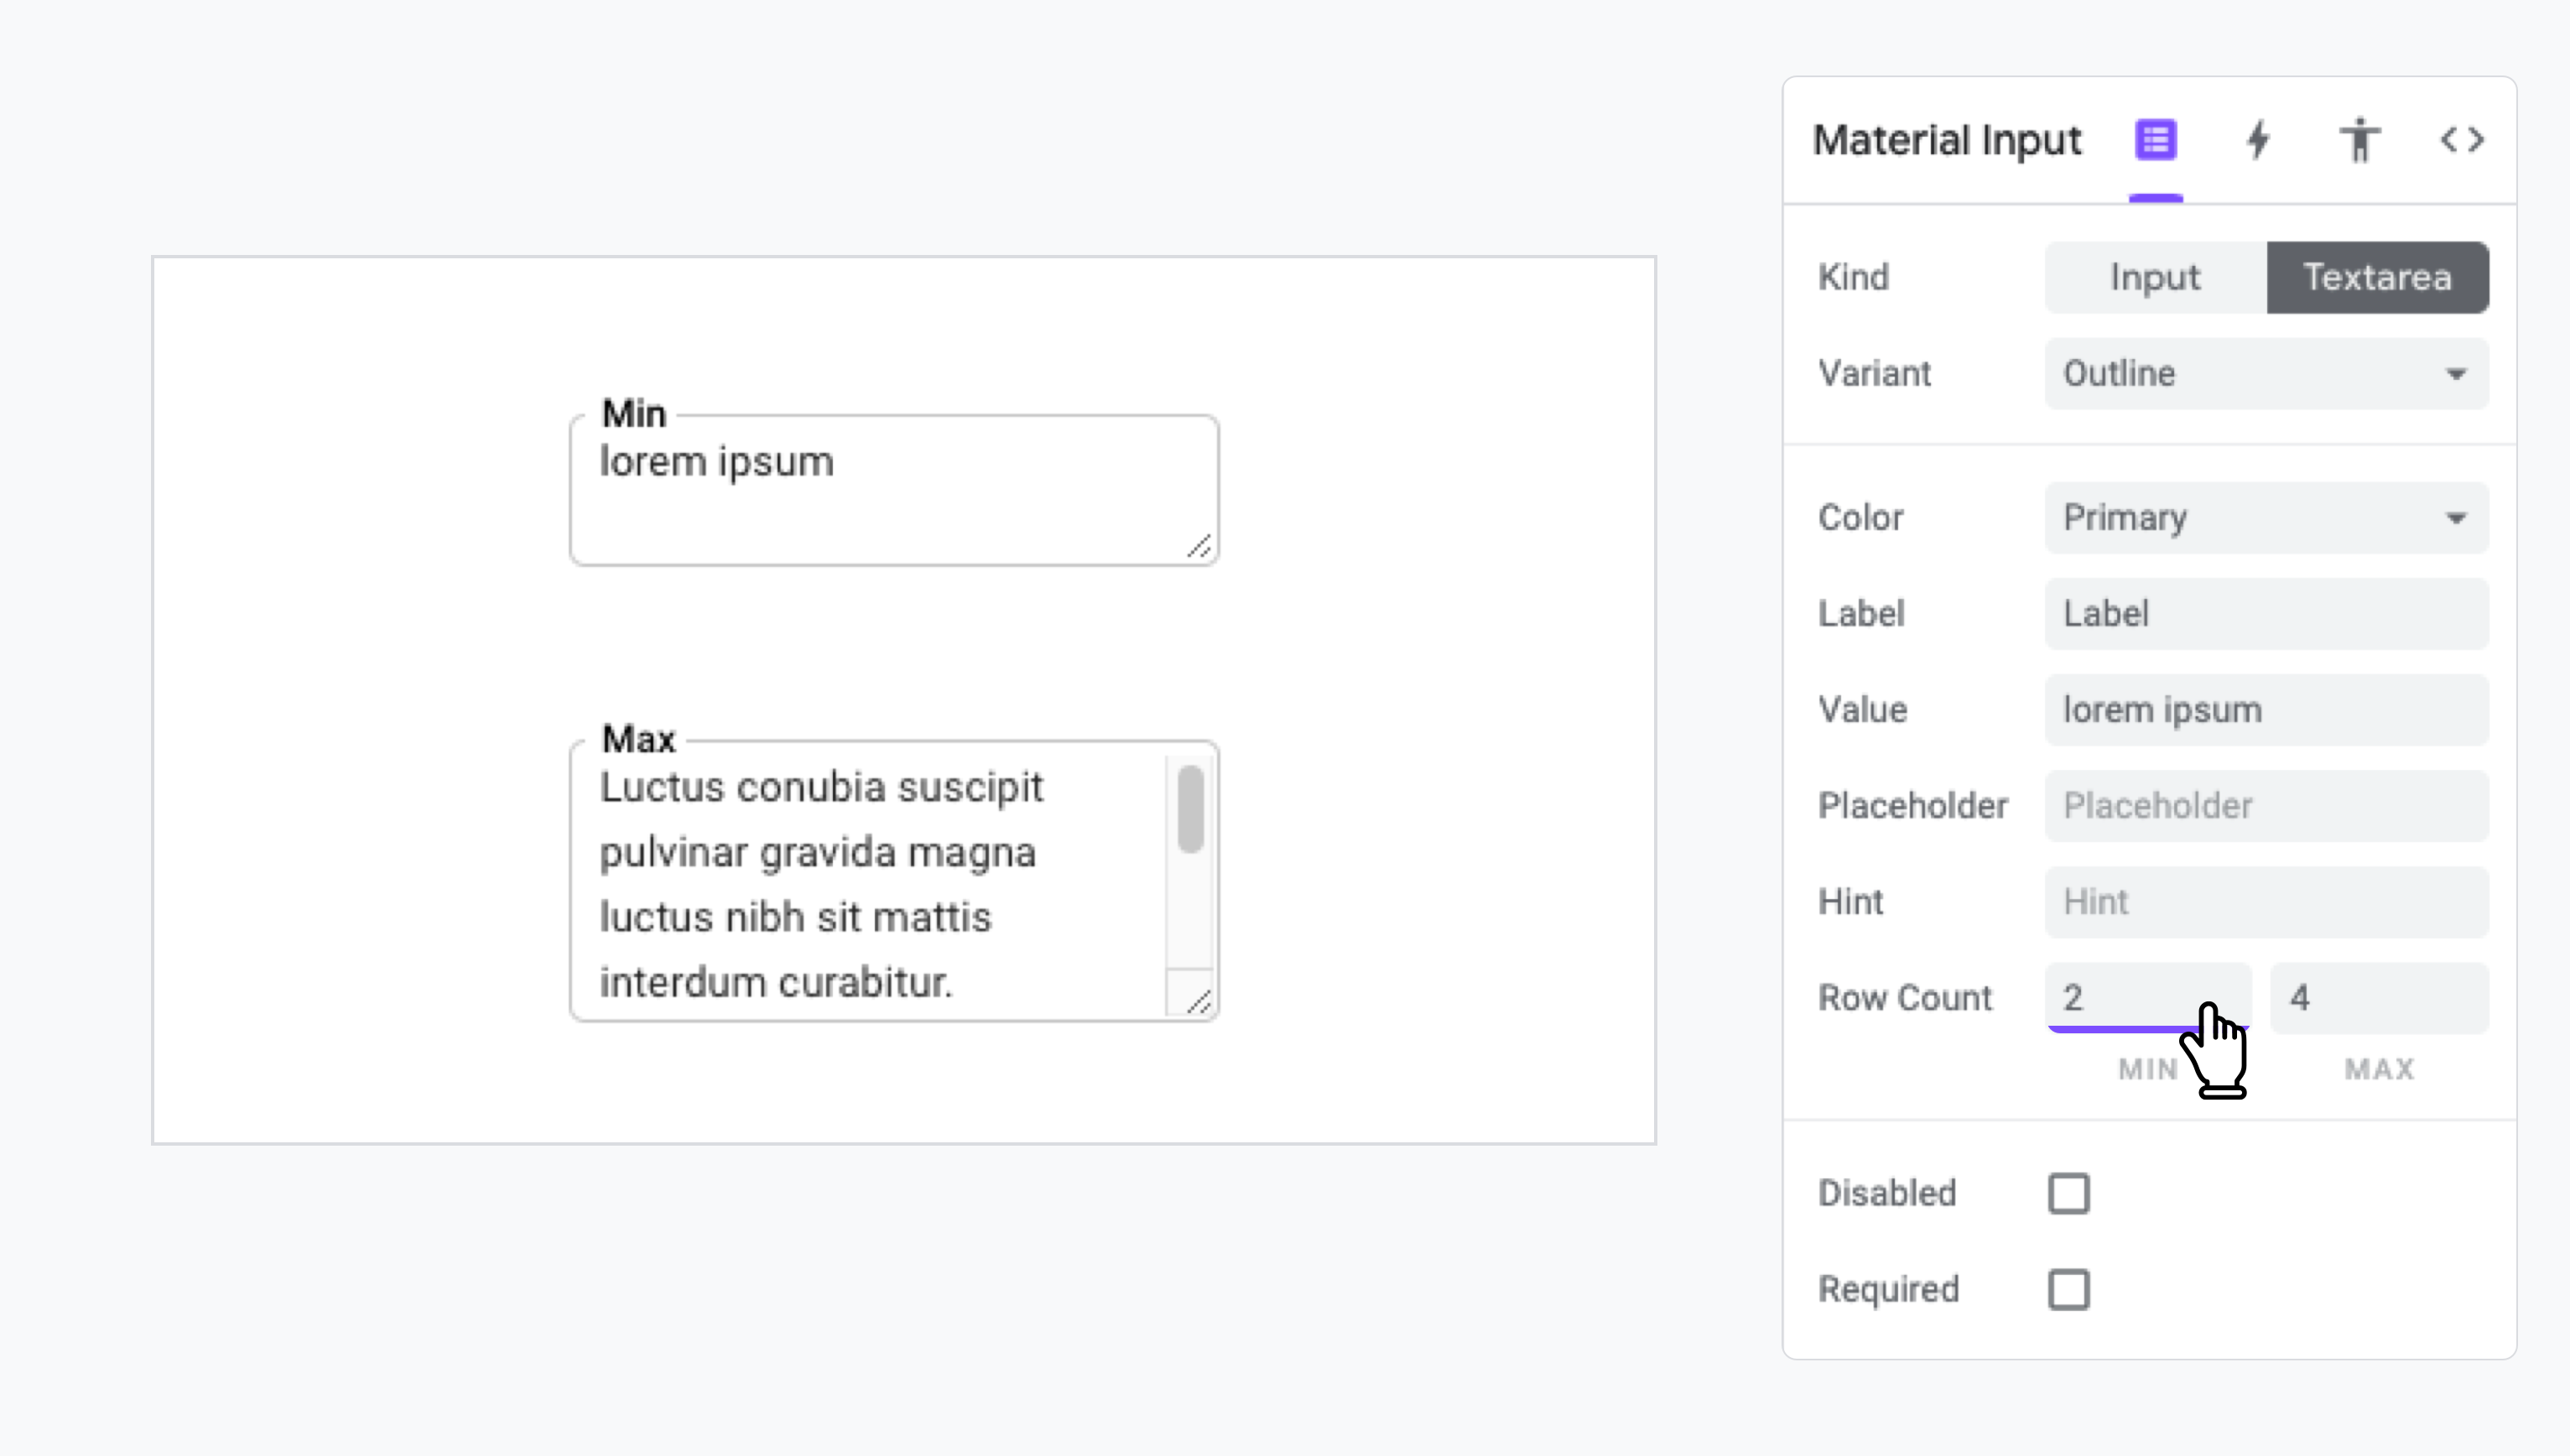 Min
lorem ipsum
Max
Luctus conubia suscipit
pulvinar gravida magna
luctus nibh sit mattis
interdum curabitur.
Material Input
Kind Input Textarea
Variant Outline
Color Primary
Label Label
Value lorem ipsum
Placeholder Placeholder
Hint Hint
Row Count 2 4
MIN MAX
Disabled
Required